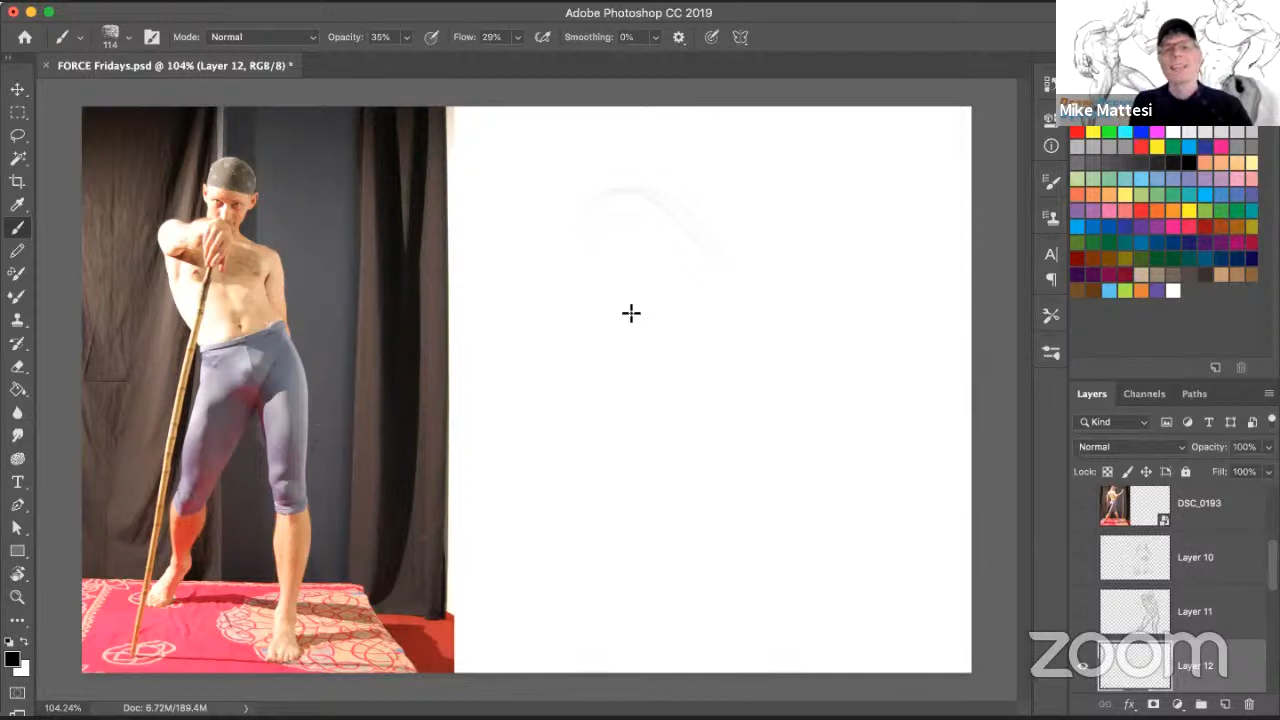 Adobe Photoshop CC 2019
114
Mode: Normal
Opacity: 35%
Flow: 29%
Smoothing: 0%
× FORCE Fridays.psd @ 104% (Layer 12, RGB/8) *
Mike Mattesi
Layers Channels Paths
Kind
Normal Opacity: 100%
Lock: Fill: 100%
DSC_0193
Layer 10
Layer 11
Layer 12
zoom
fx
104.24% Doc: 6.72M/189.4M